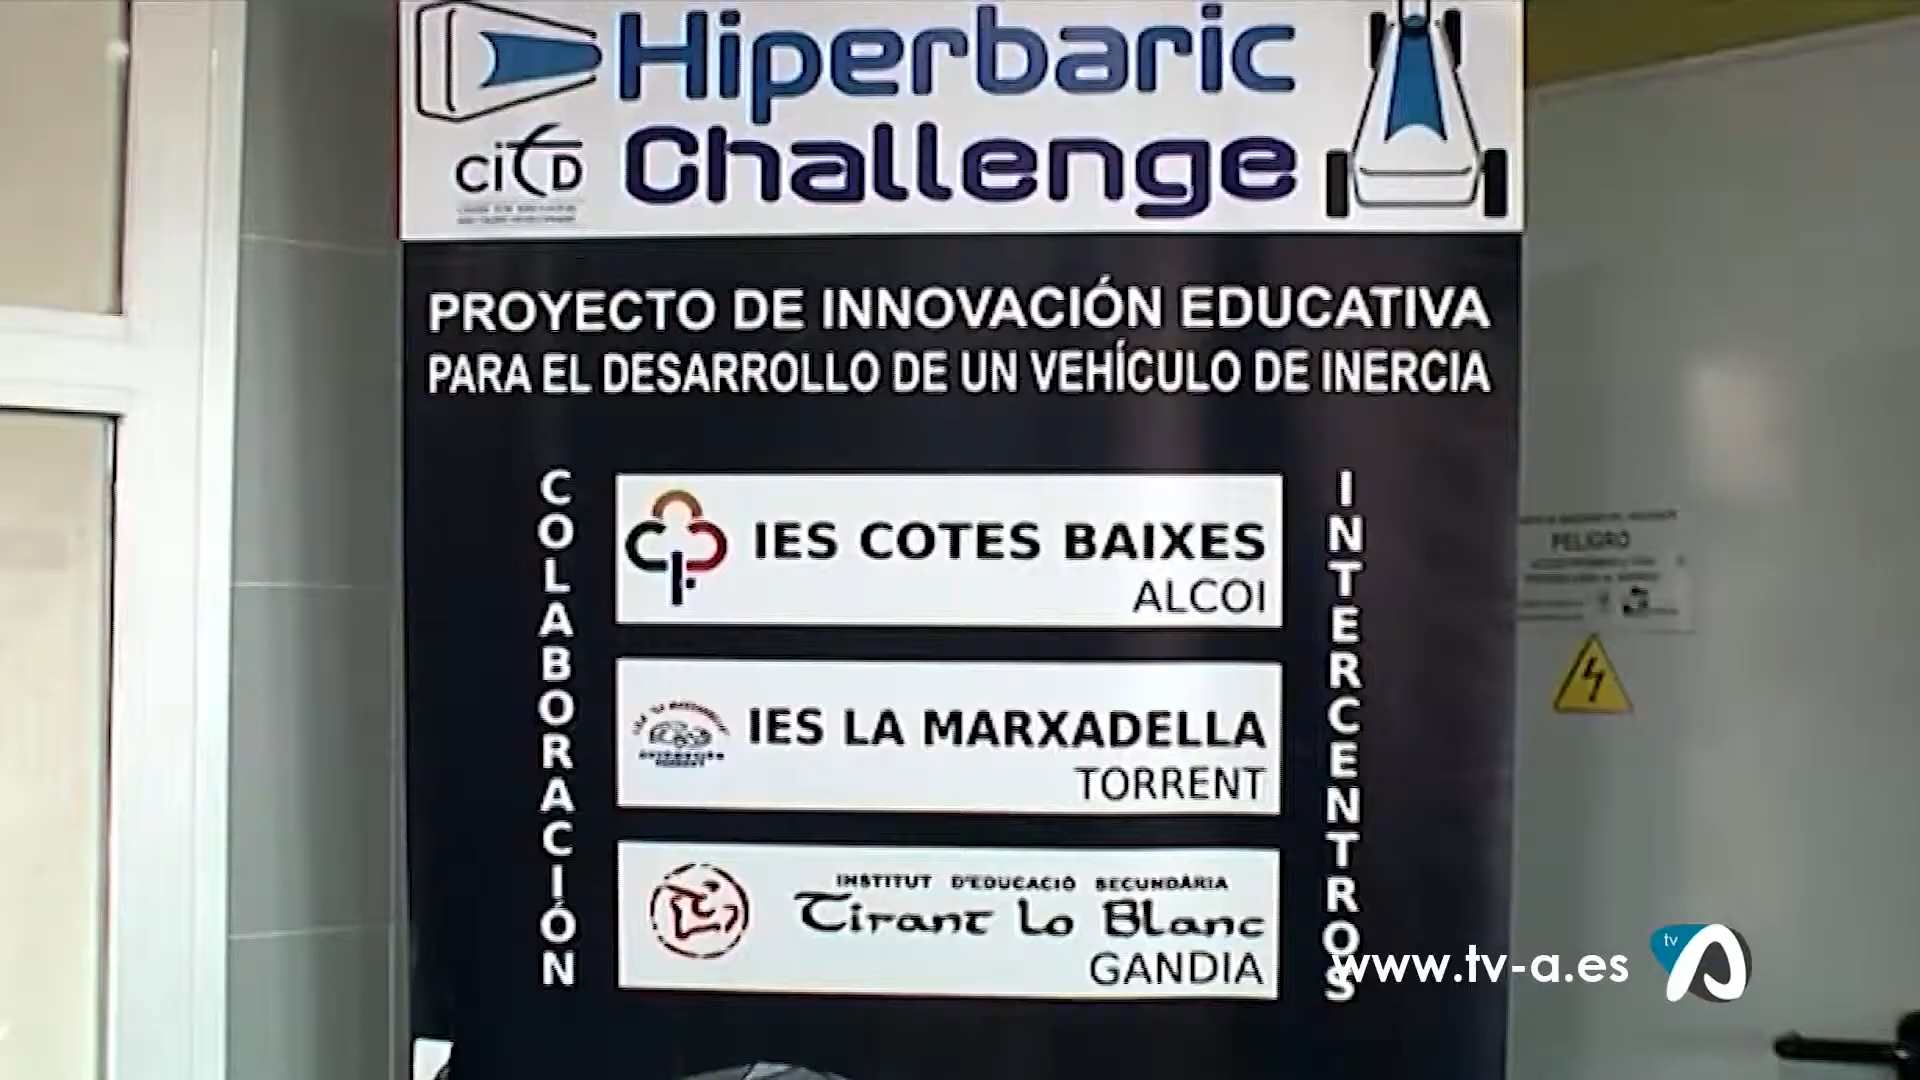 Hiperbaric
Challenge
CITD
PROYECTO DE INNOVACIÓN EDUCATIVA
PARA EL DESARROLLO DE UN VEHÍCULO DE INERCIA
COLABORACIÓN
IES COTES BAIXES
ALCOI
IES LA MARXADELLA
TORRENT
INSTITUT D'EDUCACIÓ SECUNDÀRIA
Tirant lo Blanc
GANDIA
INTERCENTROS
PELIGRO
www.tv-a.es
tv A